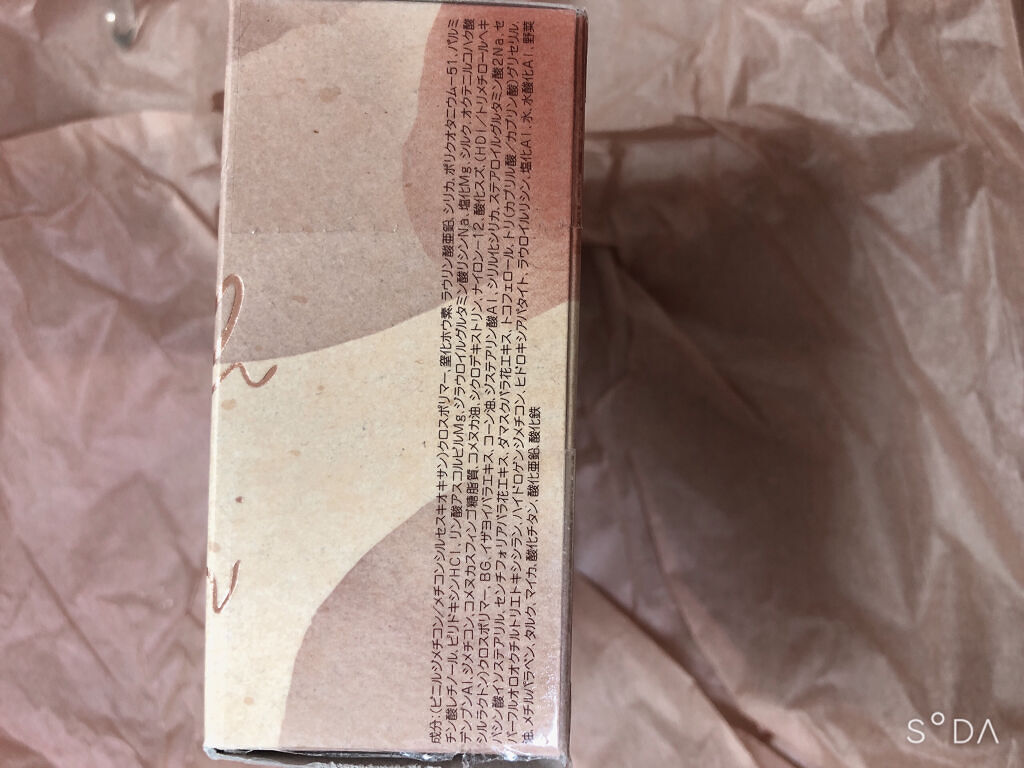 成分：(ビニルジメチコン/メチコンシルセスキオキサン)クロスポリマー、窒化ホウ素、ラウリン酸亜鉛、シリカ、ポリクオタニウム-51、パルミ
チン酸レチノール、ピリドキシンHCl、リン酸アスコルビルMg、ジラウロイルグルタミン酸リシンNa、塩化Mg、シルク、オクテニルコハク酸
デンプンAl、ジメチコン、コメヌカスフィンゴ糖脂質、コメヌカ油、シクロデキストリン、ナイロン-12、酸化スズ、(HDI/トリメチロールヘキ
シルラクトン)クロスポリマー、BG、イザヨイバラエキス、コーン油、ジステアリン酸Al、シリル化シリカ、ステアロイルグルタミン酸2Na、セ
バシン酸イソステアリル、センチフォリアバラ花エキス、ダマスクバラ花エキス、トコフェロール、トリ(カプリル酸/カプリン酸)グリセリル、
パーフルオロオクチルトリエトキシシラン、ハイドロゲンジメチコン、ヒドロキシアパタイト、ラウロイルリシン、塩化Al、水、水酸化Al、野菜
油、メチルパラベン、タルク、マイカ、酸化チタン、酸化亜鉛、酸化鉄
SODA